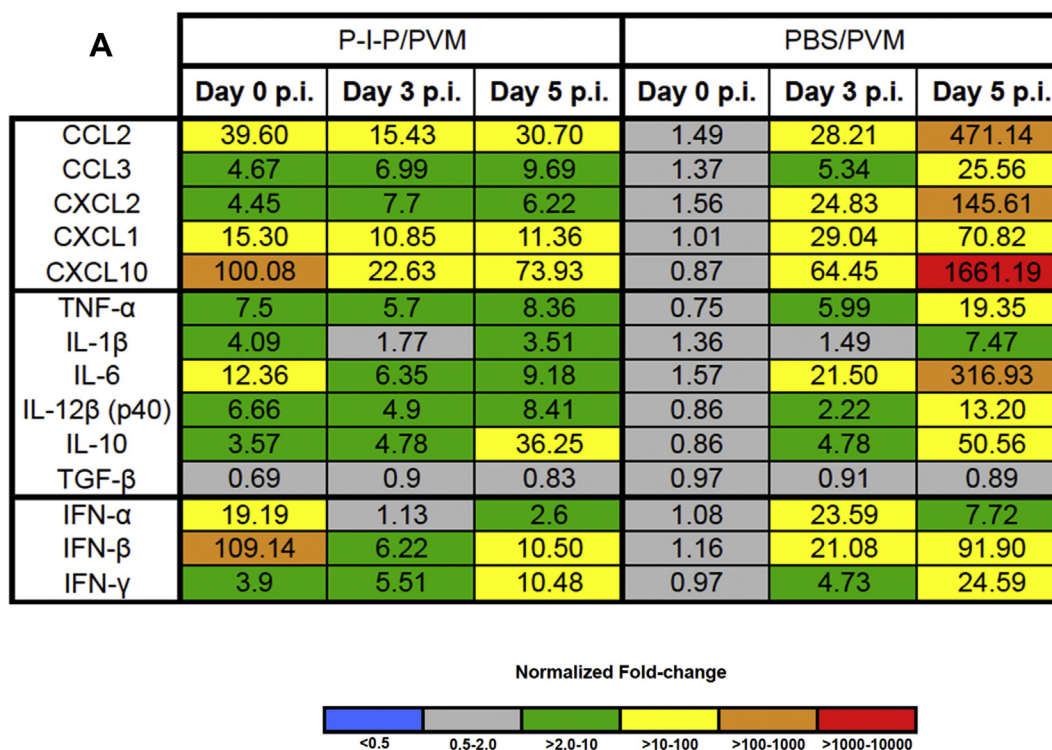 A P-I-P/PVM PBS/PVM
Day 0 p.i. Day 3 p.i. Day 5 p.i. Day 0 p.i. Day 3 p.i. Day 5 p.i.
CCL2 39.60 15.43 30.70 1.49 28.21 471.14
CCL3 4.67 6.99 9.69 1.37 5.34 25.56
CXCL2 4.45 7.7 6.22 1.56 24.83 145.61
CXCL1 15.30 10.85 11.36 1.01 29.04 70.82
CXCL10 100.08 22.63 73.93 0.87 64.45 1661.19
TNF-α 7.5 5.7 8.36 0.75 5.99 19.35
IL-1β 4.09 1.77 3.51 1.36 1.49 7.47
IL-6 12.36 6.35 9.18 1.57 21.50 316.93
IL-12β (p40) 6.66 4.9 8.41 0.86 2.22 13.20
IL-10 3.57 4.78 36.25 0.86 4.78 50.56
TGF-β 0.69 0.9 0.83 0.97 0.91 0.89
IFN-α 19.19 1.13 2.6 1.08 23.59 7.72
IFN-β 109.14 6.22 10.50 1.16 21.08 91.90
IFN-γ 3.9 5.51 10.48 0.97 4.73 24.59
Normalized Fold-change
<0.5 0.5-2.0 >2.0-10 >10-100 >100-1000 >1000-10000